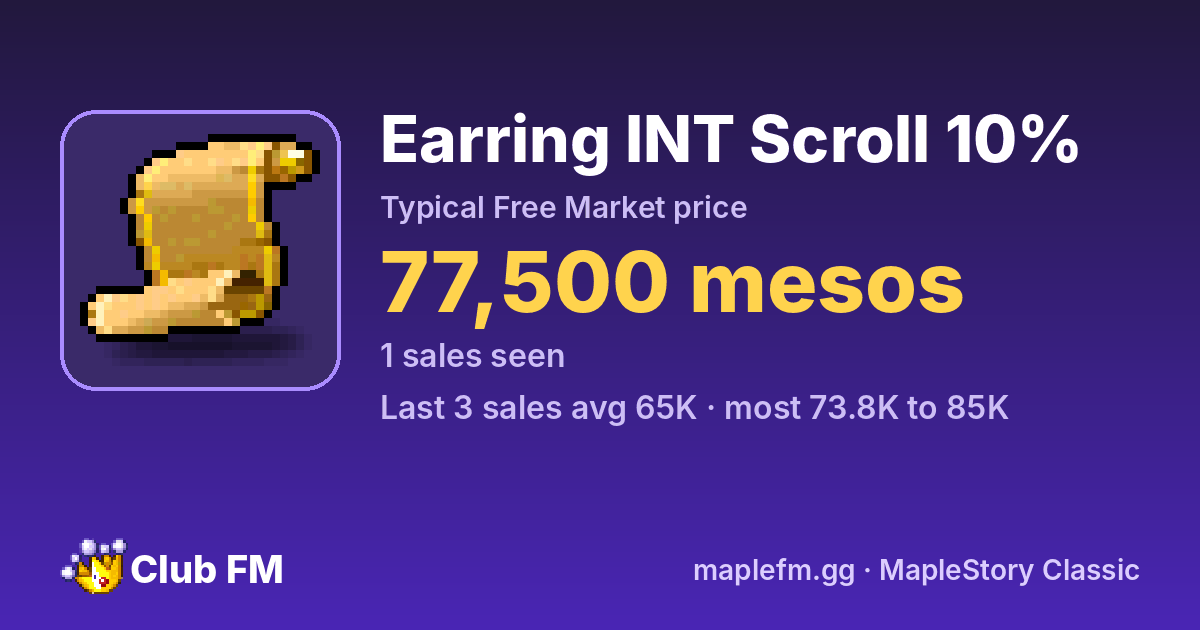 Earring INT Scroll 10%
Typical Free Market price
77,500 mesos
1 sales seen
Last 3 sales avg 65K · most 73.8K to 85K
Club FM
maplefm.gg · MapleStory Classic